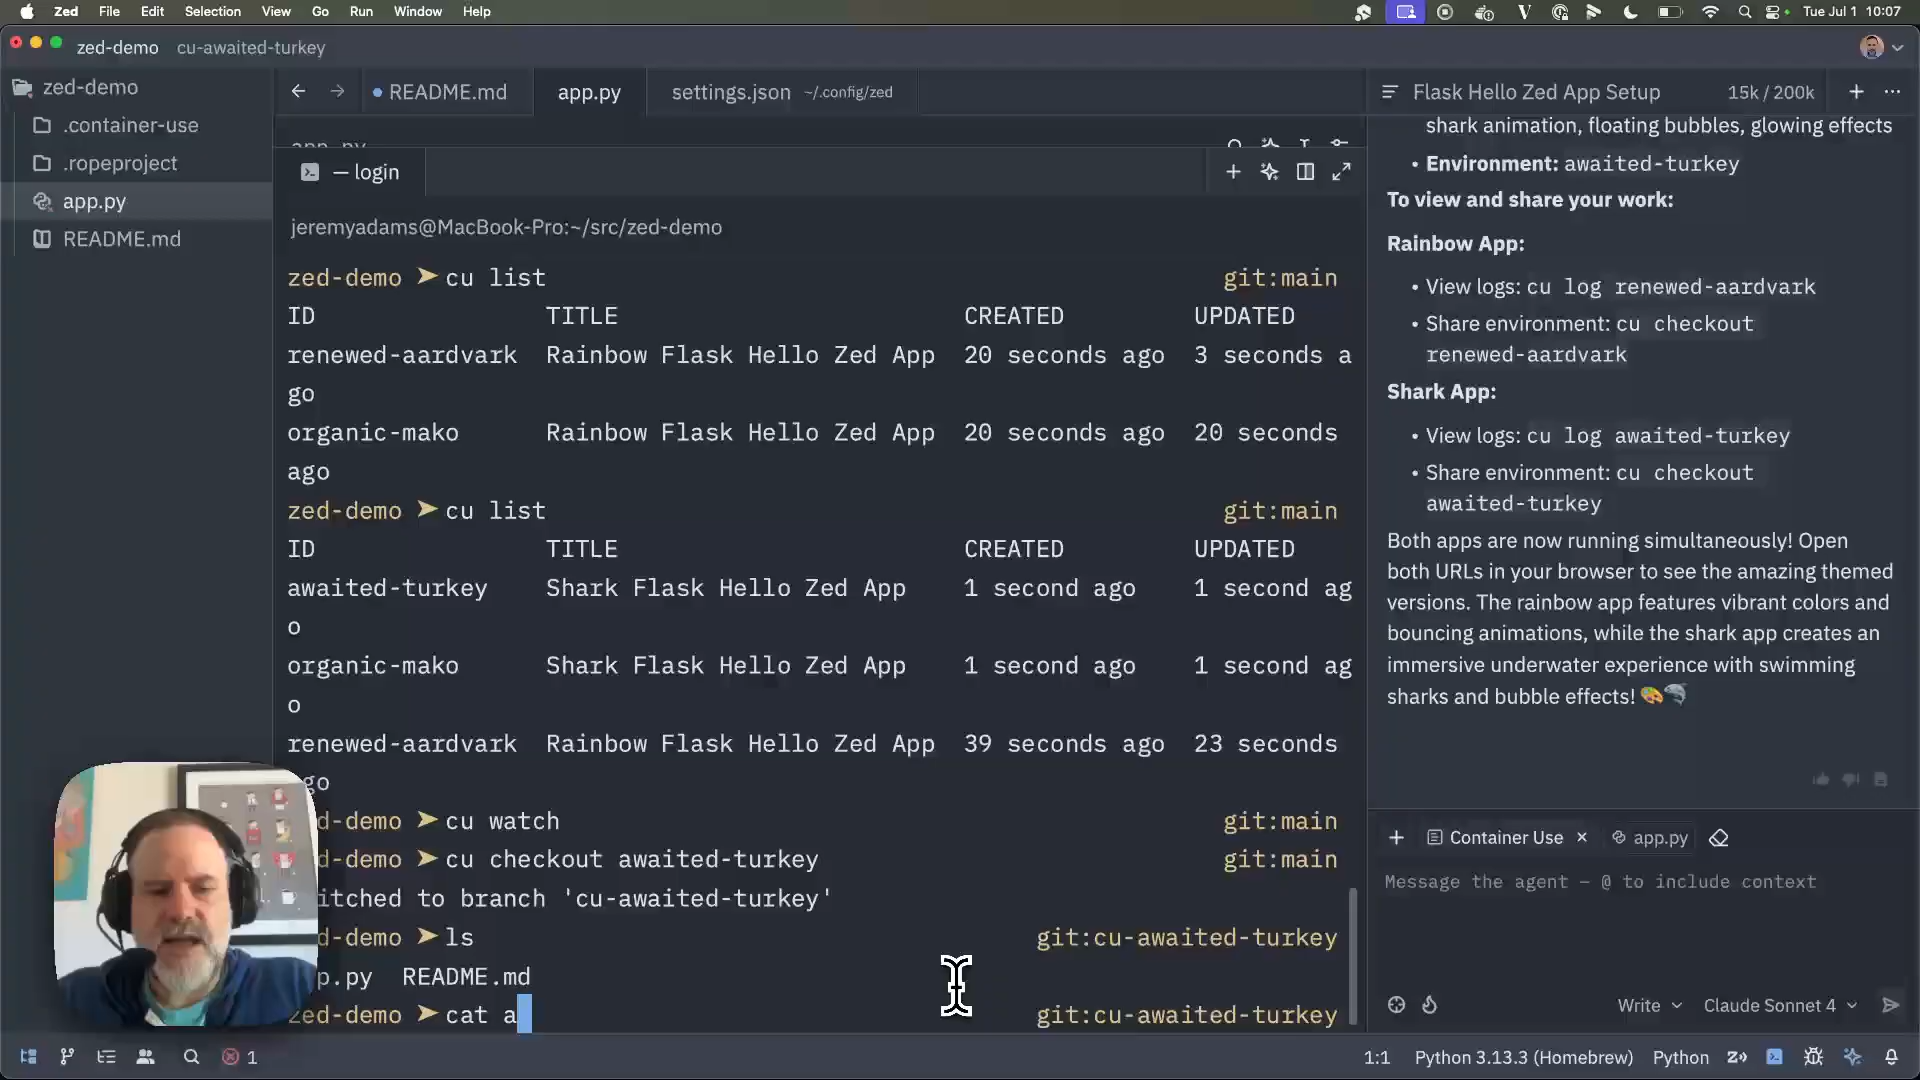 Zed File Edit Selection View Go Run Window Help
Tue Jul 1 10:07
zed-demo cu-awaited-turkey
zed-demo
.container-use
.ropeproject
app.py
README.md
README.md app.py settings.json ~/.config/zed
— login
jeremyadams@MacBook-Pro:~/src/zed-demo
zed-demo ➤ cu list git:main
ID TITLE CREATED UPDATED
renewed-aardvark Rainbow Flask Hello Zed App 20 seconds ago 3 seconds a
go
organic-mako Rainbow Flask Hello Zed App 20 seconds ago 20 seconds
ago
zed-demo ➤ cu list git:main
ID TITLE CREATED UPDATED
awaited-turkey Shark Flask Hello Zed App 1 second ago 1 second ag
o
organic-mako Shark Flask Hello Zed App 1 second ago 1 second ag
o
renewed-aardvark Rainbow Flask Hello Zed App 39 seconds ago 23 seconds
go
d-demo ➤ cu watch git:main
d-demo ➤ cu checkout awaited-turkey git:main
itched to branch 'cu-awaited-turkey'
d-demo ➤ ls git:cu-awaited-turkey
p.py README.md
zed-demo ➤ cat a git:cu-awaited-turkey
Flask Hello Zed App Setup 15k / 200k
shark animation, floating bubbles, glowing effects
• Environment: awaited-turkey
To view and share your work:
Rainbow App:
• View logs: cu log renewed-aardvark
• Share environment: cu checkout
renewed-aardvark
Shark App:
• View logs: cu log awaited-turkey
• Share environment: cu checkout
awaited-turkey
Both apps are now running simultaneously! Open
both URLs in your browser to see the amazing themed
versions. The rainbow app features vibrant colors and
bouncing animations, while the shark app creates an
immersive underwater experience with swimming
sharks and bubble effects! 🎨🦈
Container Use app.py
Message the agent — @ to include context
Write Claude Sonnet 4
1 1:1 Python 3.13.3 (Homebrew) Python